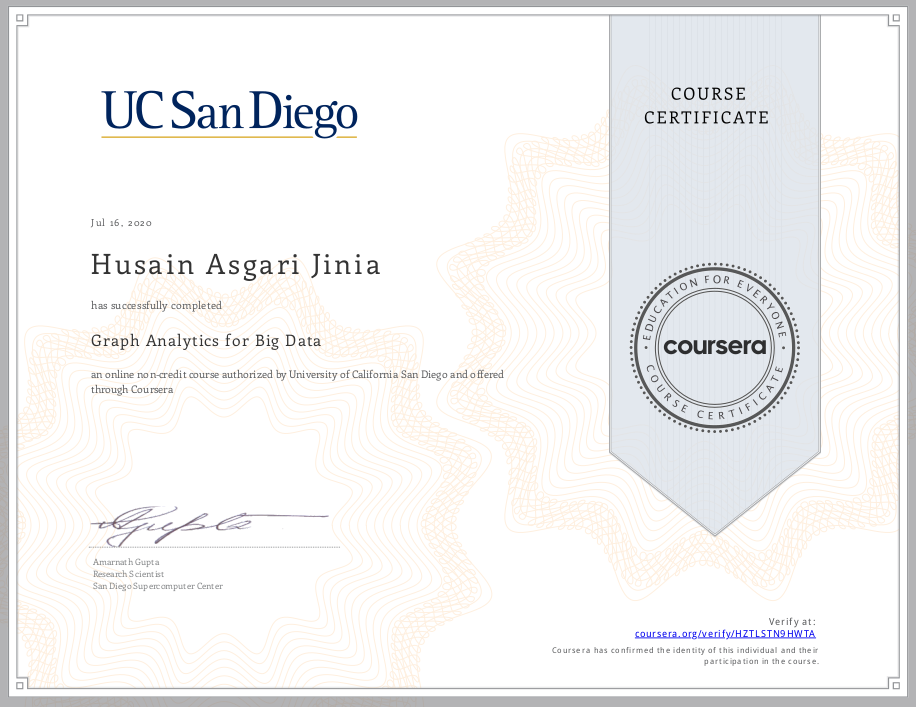 UC San Diego
COURSE
CERTIFICATE
Jul 16, 2020
Husain Asgari Jinia
has successfully completed
Graph Analytics for Big Data
an online non-credit course authorized by University of California San Diego and offered
through Coursera
EDUCATION FOR EVERYONE
coursera
COURSE CERTIFICATE
Amarnath Gupta
Research Scientist
San Diego Supercomputer Center
Verify at:
coursera.org/verify/HZTLSTN9HWTA
Coursera has confirmed the identity of this individual and their
participation in the course.